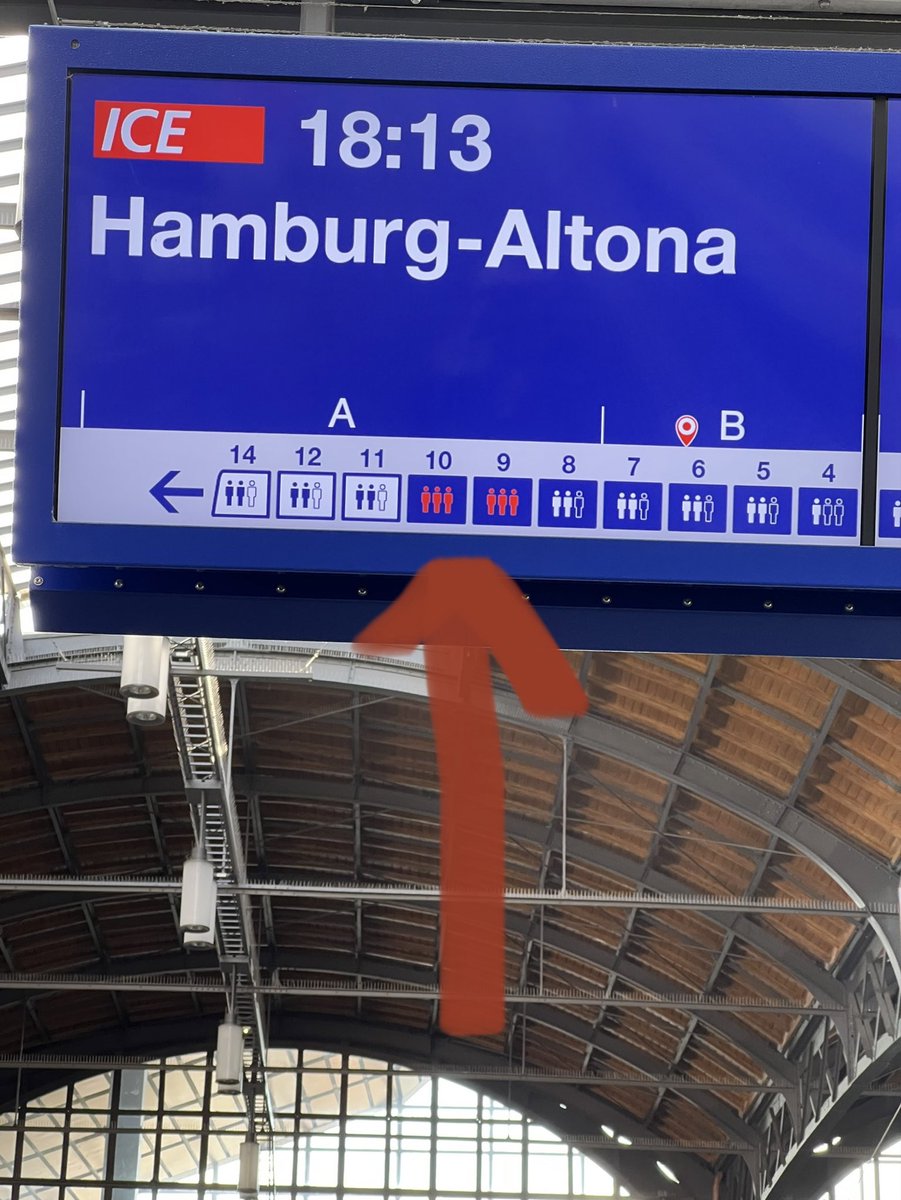 ICE 18:13
Hamburg-Altona
A B
14 12 11 10 9 8 7 6 5 4